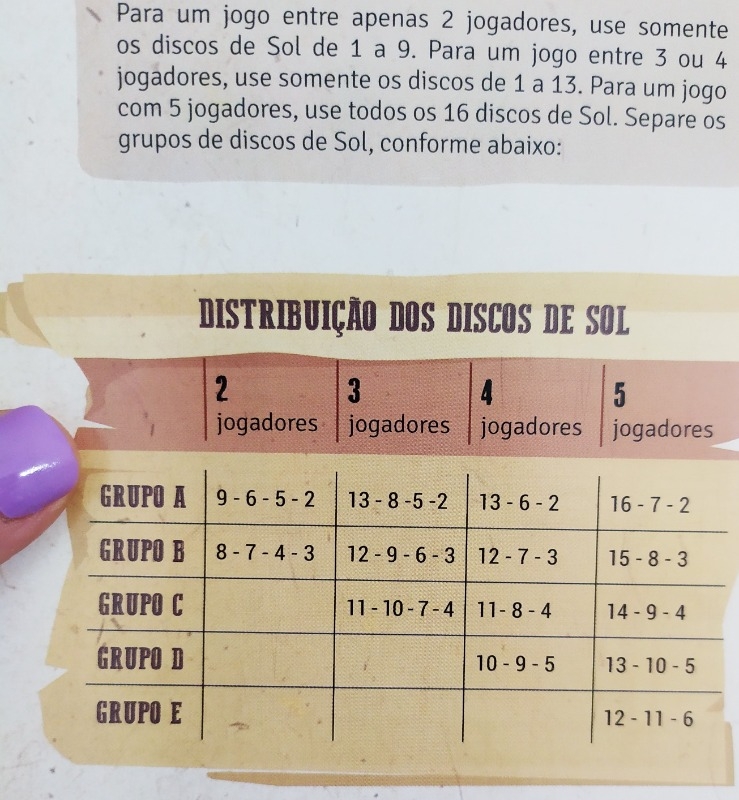 Para um jogo entre apenas 2 jogadores, use somente
os discos de Sol de 1 a 9. Para um jogo entre 3 ou 4
jogadores, use somente os discos de 1 a 13. Para um jogo
com 5 jogadores, use todos os 16 discos de Sol. Separe os
grupos de discos de Sol, conforme abaixo:
DISTRIBUIÇÃO DOS DISCOS DE SOL
2 jogadores 3 jogadores 4 jogadores 5 jogadores
GRUPO A 9 - 6 - 5 - 2 13 - 8 -5 -2 13 - 6 - 2 16 - 7 - 2
GRUPO B 8 - 7 - 4 - 3 12 - 9 - 6 - 3 12 - 7 - 3 15 - 8 - 3
GRUPO C 11 - 10 - 7 - 4 11- 8 - 4 14 - 9 - 4
GRUPO D 10 - 9 - 5 13 - 10 - 5
GRUPO E 12 - 11 - 6